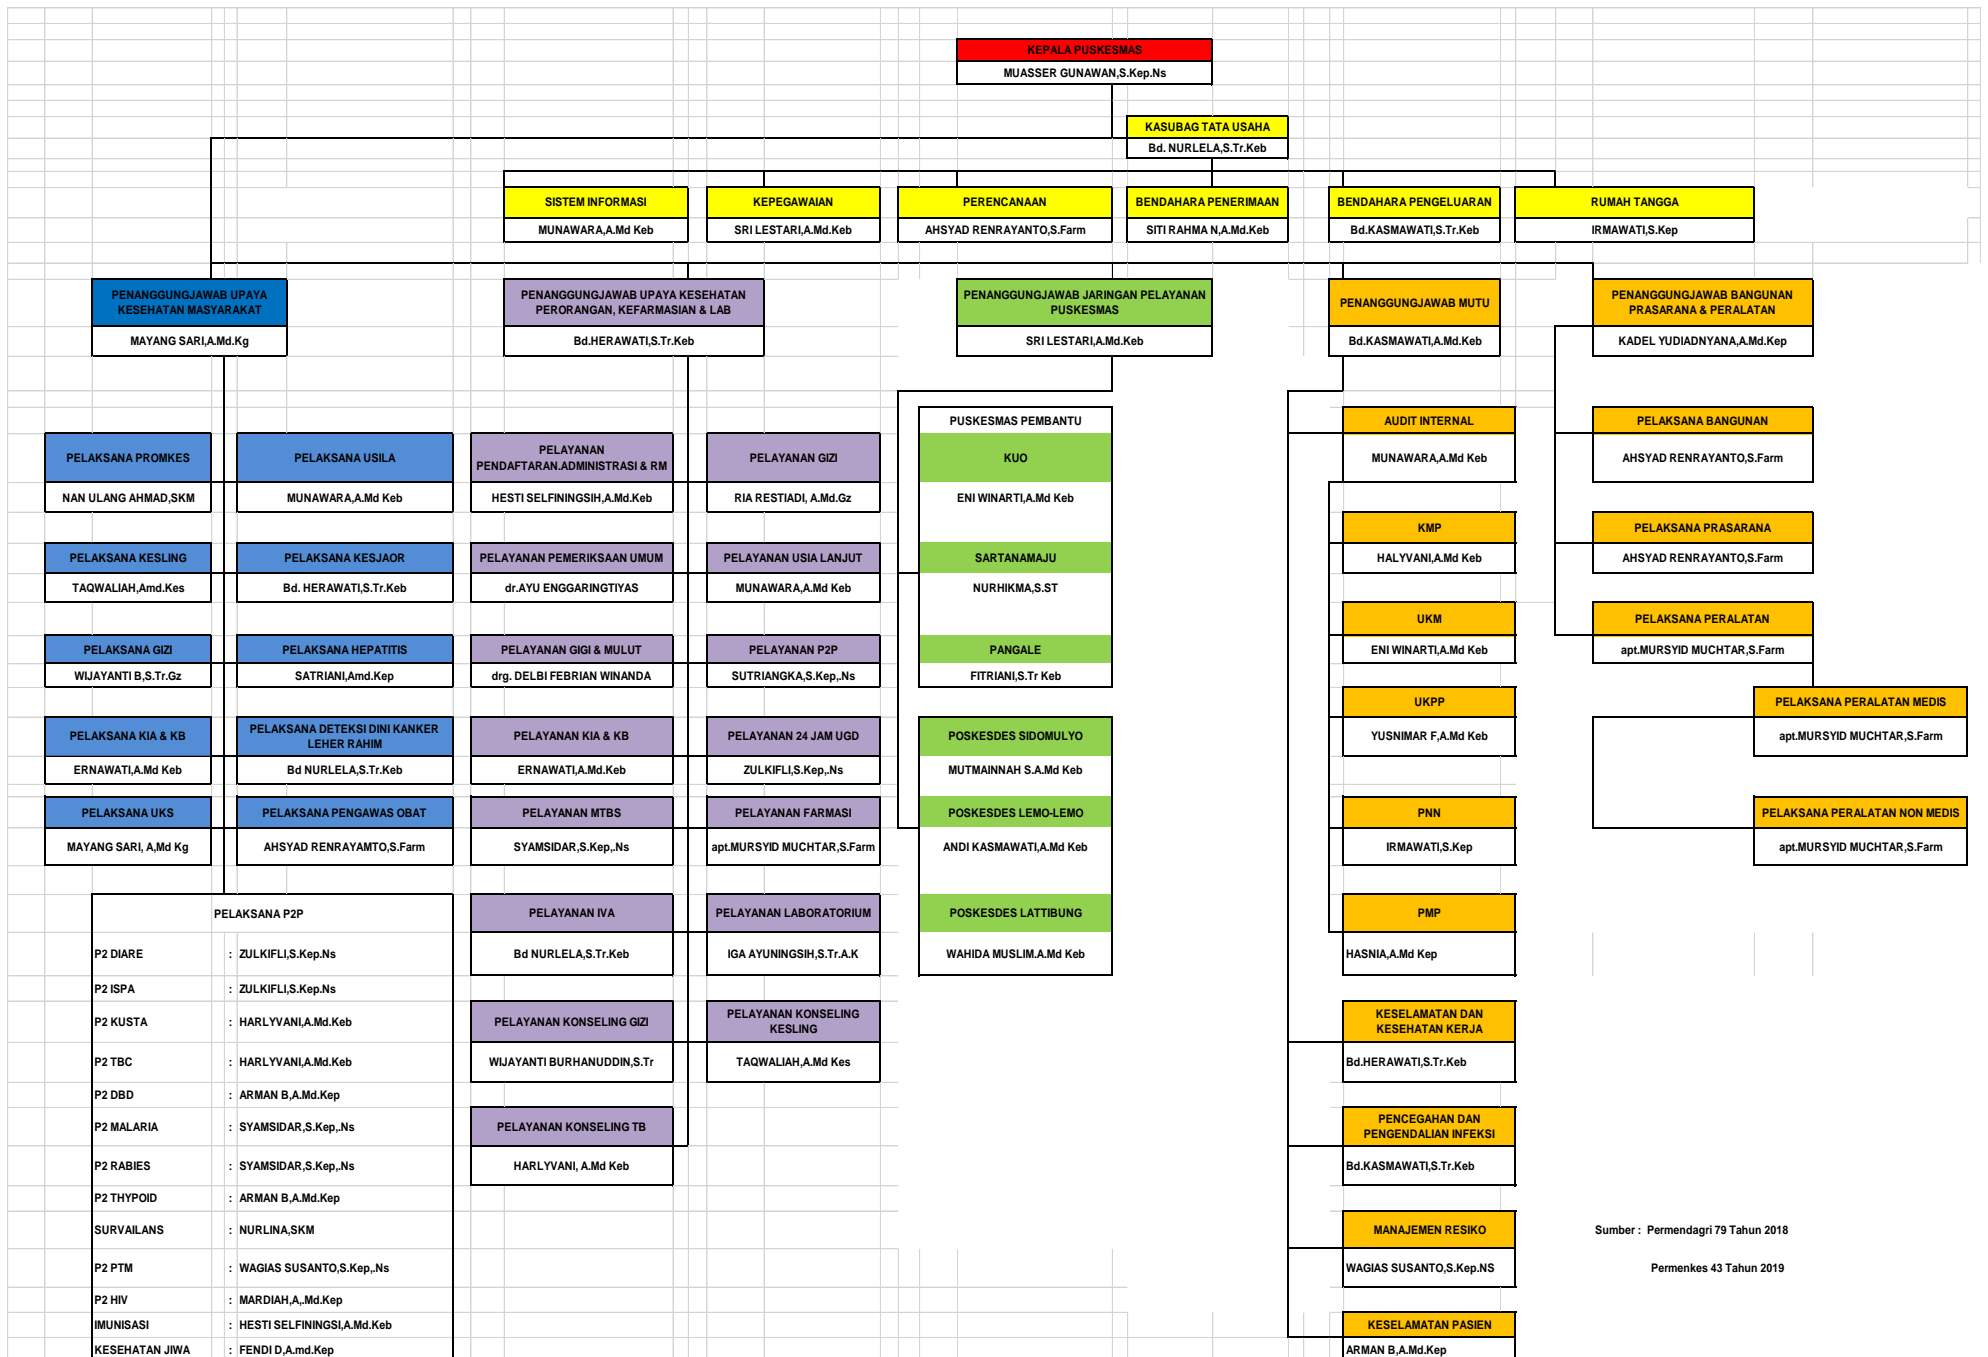 KEPALA PUSKESMAS
MUASSER GUNAWAN,S.Kep.Ns
KASUBAG TATA USAHA
Bd. NURLELA,S.Tr.Keb
SISTEM INFORMASI
MUNAWARA,A.Md Keb
KEPEGAWAIAN
SRI LESTARI,A.Md.Keb
PERENCANAAN
AHSYAD RENRAYANTO,S.Farm
BENDAHARA PENERIMAAN
SITI RAHMA N,A.Md.Keb
BENDAHARA PENGELUARAN
Bd.KASMAWATI,S.Tr.Keb
RUMAH TANGGA
IRMAWATI,S.Kep
PENANGGUNGJAWAB UPAYA
KESEHATAN MASYARAKAT
MAYANG SARI,A.Md.Kg
PENANGGUNGJAWAB UPAYA KESEHATAN
PERORANGAN, KEFARMASIAN & LAB
Bd.HERAWATI,S.Tr.Keb
PENANGGUNGJAWAB JARINGAN PELAYANAN
PUSKESMAS
SRI LESTARI,A.Md.Keb
PENANGGUNGJAWAB MUTU
Bd.KASMAWATI,A.Md.Keb
PENANGGUNGJAWAB BANGUNAN
PRASARANA & PERALATAN
KADEL YUDIADNYANA,A.Md.Kep
PELAKSANA PROMKES
NAN ULANG AHMAD,SKM
PELAKSANA USILA
MUNAWARA,A.Md Keb
PELAKSANA KESLING
TAQWALIAH,Amd.Kes
PELAKSANA KESJAOR
Bd. HERAWATI,S.Tr.Keb
PELAKSANA GIZI
WIJAYANTI B,S.Tr.Gz
PELAKSANA HEPATITIS
SATRIANI,Amd.Kep
PELAKSANA KIA & KB
ERNAWATI,A.Md Keb
PELAKSANA DETEKSI DINI KANKER
LEHER RAHIM
Bd NURLELA,S.Tr.Keb
PELAKSANA UKS
MAYANG SARI, A,Md Kg
PELAKSANA PENGAWAS OBAT
AHSYAD RENRAYAMTO,S.Farm
PELAKSANA P2P
P2 DIARE : ZULKIFLI,S.Kep.Ns
P2 ISPA : ZULKIFLI,S.Kep.Ns
P2 KUSTA : HARLYVANI,A.Md.Keb
P2 TBC : HARLYVANI,A.Md.Keb
P2 DBD : ARMAN B,A.Md.Kep
P2 MALARIA : SYAMSIDAR,S.Kep,.Ns
P2 RABIES : SYAMSIDAR,S.Kep,.Ns
P2 THYPOID : ARMAN B,A.Md.Kep
SURVAILANS : NURLINA,SKM
P2 PTM : WAGIAS SUSANTO,S.Kep,.Ns
P2 HIV : MARDIAH,A,.Md.Kep
IMUNISASI : HESTI SELFININGSI,A.Md.Keb
KESEHATAN JIWA : FENDI D,A.md.Kep
PELAYANAN
PENDAFTARAN.ADMINISTRASI & RM
HESTI SELFININGSIH,A.Md.Keb
PELAYANAN GIZI
RIA RESTIADI, A.Md.Gz
PELAYANAN PEMERIKSAAN UMUM
dr.AYU ENGGARINGTIYAS
PELAYANAN USIA LANJUT
MUNAWARA,A.Md Keb
PELAYANAN GIGI & MULUT
drg. DELBI FEBRIAN WINANDA
PELAYANAN P2P
SUTRIANGKA,S.Kep,.Ns
PELAYANAN KIA & KB
ERNAWATI,A.Md.Keb
PELAYANAN 24 JAM UGD
ZULKIFLI,S.Kep,.Ns
PELAYANAN MTBS
SYAMSIDAR,S.Kep,.Ns
PELAYANAN FARMASI
apt.MURSYID MUCHTAR,S.Farm
PELAYANAN IVA
Bd NURLELA,S.Tr.Keb
PELAYANAN LABORATORIUM
IGA AYUNINGSIH,S.Tr.A.K
PELAYANAN KONSELING GIZI
WIJAYANTI BURHANUDDIN,S.Tr
PELAYANAN KONSELING
KESLING
TAQWALIAH,A.Md Kes
PELAYANAN KONSELING TB
HARLYVANI, A.Md Keb
PUSKESMAS PEMBANTU
KUO
ENI WINARTI,A.Md Keb
SARTANAMAJU
NURHIKMA,S.ST
PANGALE
FITRIANI,S.Tr Keb
POSKESDES SIDOMULYO
MUTMAINNAH S.A.Md Keb
POSKESDES LEMO-LEMO
ANDI KASMAWATI,A.Md Keb
POSKESDES LATTIBUNG
WAHIDA MUSLIM.A.Md Keb
AUDIT INTERNAL
MUNAWARA,A.Md Keb
KMP
HALYVANI,A.Md Keb
UKM
ENI WINARTI,A.Md Keb
UKPP
YUSNIMAR F,A.Md Keb
PNN
IRMAWATI,S.Kep
PMP
HASNIA,A.Md Kep
KESELAMATAN DAN
KESEHATAN KERJA
Bd.HERAWATI,S.Tr.Keb
PENCEGAHAN DAN
PENGENDALIAN INFEKSI
Bd.KASMAWATI,S.Tr.Keb
MANAJEMEN RESIKO
WAGIAS SUSANTO,S.Kep.NS
KESELAMATAN PASIEN
ARMAN B,A.Md.Kep
PELAKSANA BANGUNAN
AHSYAD RENRAYANTO,S.Farm
PELAKSANA PRASARANA
AHSYAD RENRAYANTO,S.Farm
PELAKSANA PERALATAN
apt.MURSYID MUCHTAR,S.Farm
PELAKSANA PERALATAN MEDIS
apt.MURSYID MUCHTAR,S.Farm
PELAKSANA PERALATAN NON MEDIS
apt.MURSYID MUCHTAR,S.Farm
Sumber : Permendagri 79 Tahun 2018
Permenkes 43 Tahun 2019